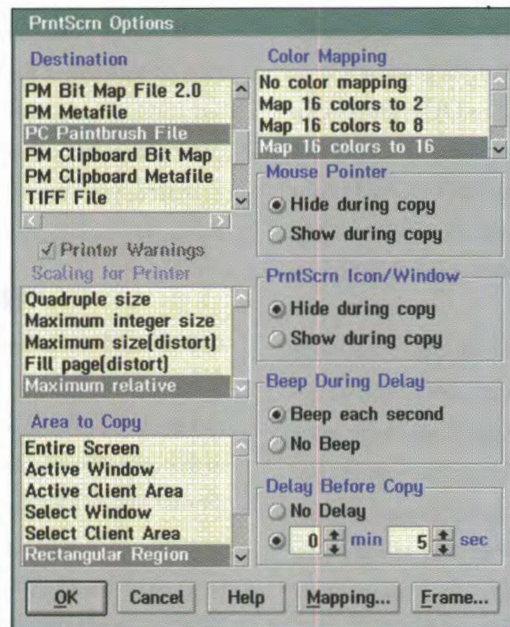 PrntScrn Options
Destination
PM Bit Map File 2.0
PM Metafile
PC Paintbrush File
PM Clipboard Bit Map
PM Clipboard Metafile
TIFF File
Printer Warnings
Scaling for Printer
Quadruple size
Maximum integer size
Maximum size(distort)
Fill page(distort)
Maximum relative
Area to Copy
Entire Screen
Active Window
Active Client Area
Select Window
Select Client Area
Rectangular Region
Color Mapping
No color mapping
Map 16 colors to 2
Map 16 colors to 8
Map 16 colors to 16
Mouse Pointer
Hide during copy
Show during copy
PrntScrn Icon/Window
Hide during copy
Show during copy
Beep During Delay
Beep each second
No Beep
Delay Before Copy
No Delay
0 min 5 sec
OK Cancel Help Mapping... Frame...